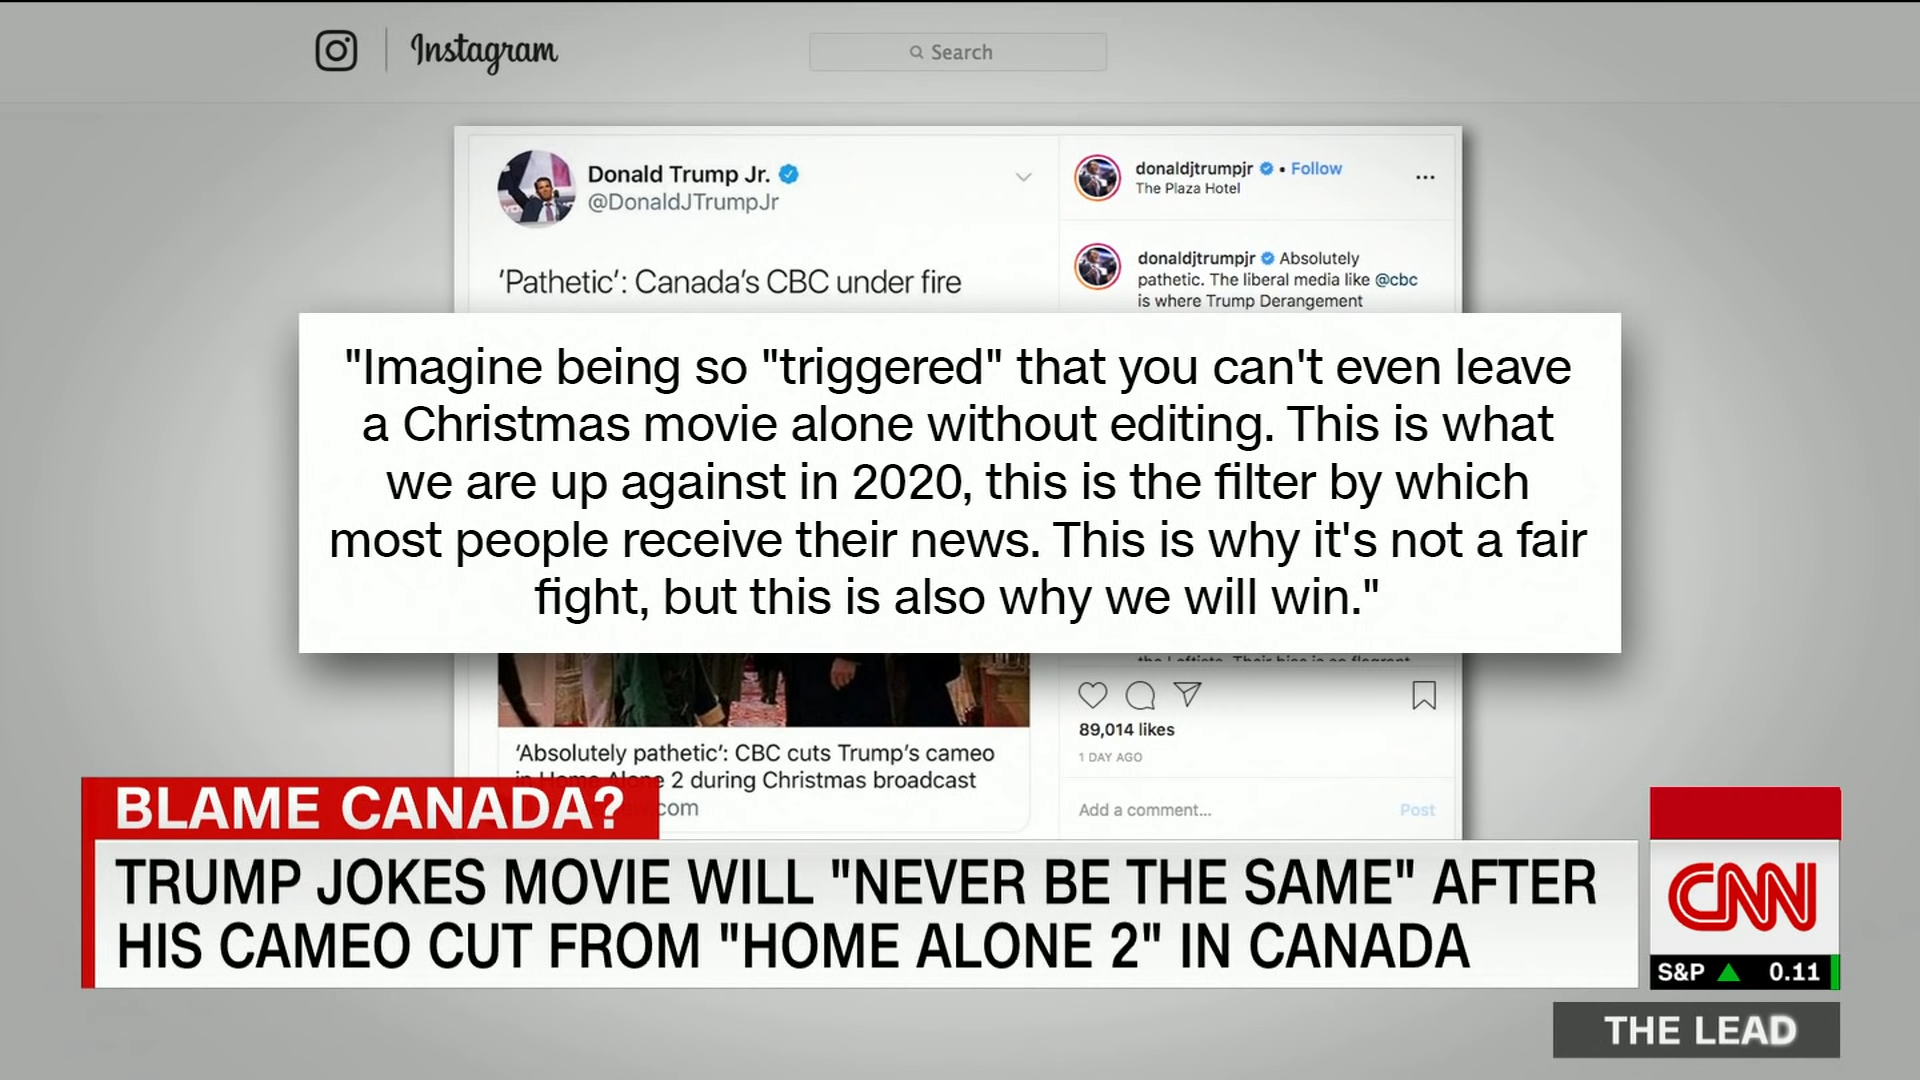 Instagram
Search
Donald Trump Jr.
@DonaldJTrumpJr
'Pathetic': Canada's CBC under fire
donaldjtrumpjr • Follow
The Plaza Hotel
...
donaldjtrumpjr Absolutely
pathetic. The liberal media like @cbc
is where Trump Derangement
"Imagine being so "triggered" that you can't even leave
a Christmas movie alone without editing. This is what
we are up against in 2020, this is the filter by which
most people receive their news. This is why it's not a fair
fight, but this is also why we will win."
89,014 likes
1 DAY AGO
'Absolutely pathetic': CBC cuts Trump's cameo
in Home Alone 2 during Christmas broadcast
com
Add a comment...
Post
BLAME CANADA?
TRUMP JOKES MOVIE WILL "NEVER BE THE SAME" AFTER
HIS CAMEO CUT FROM "HOME ALONE 2" IN CANADA
CNN
S&P ▲ 0.11
THE LEAD